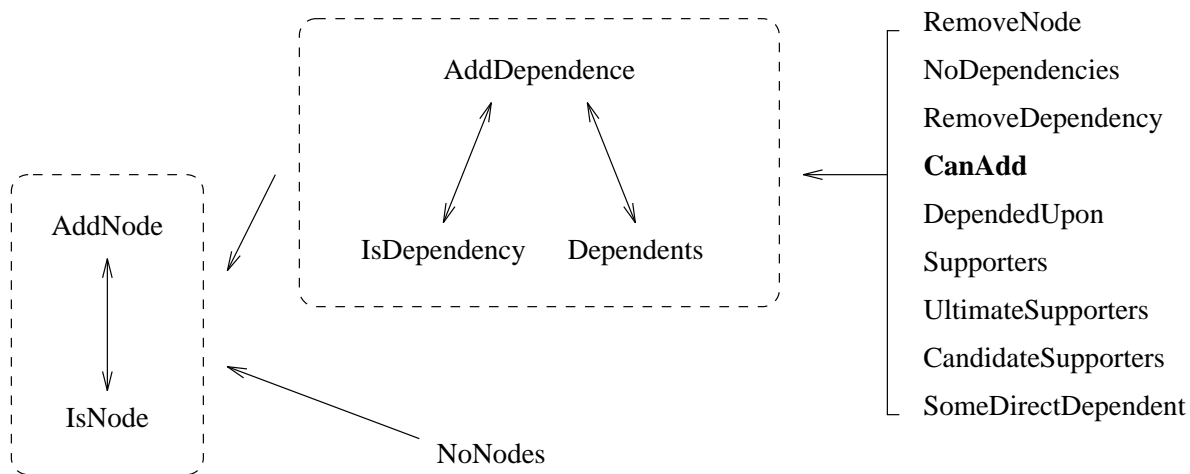 AddDependence
IsDependency
Dependents
AddNode
IsNode
NoNodes
RemoveNode
NoDependencies
RemoveDependency
CanAdd
DependedUpon
Supporters
UltimateSupporters
CandidateSupporters
SomeDirectDependent